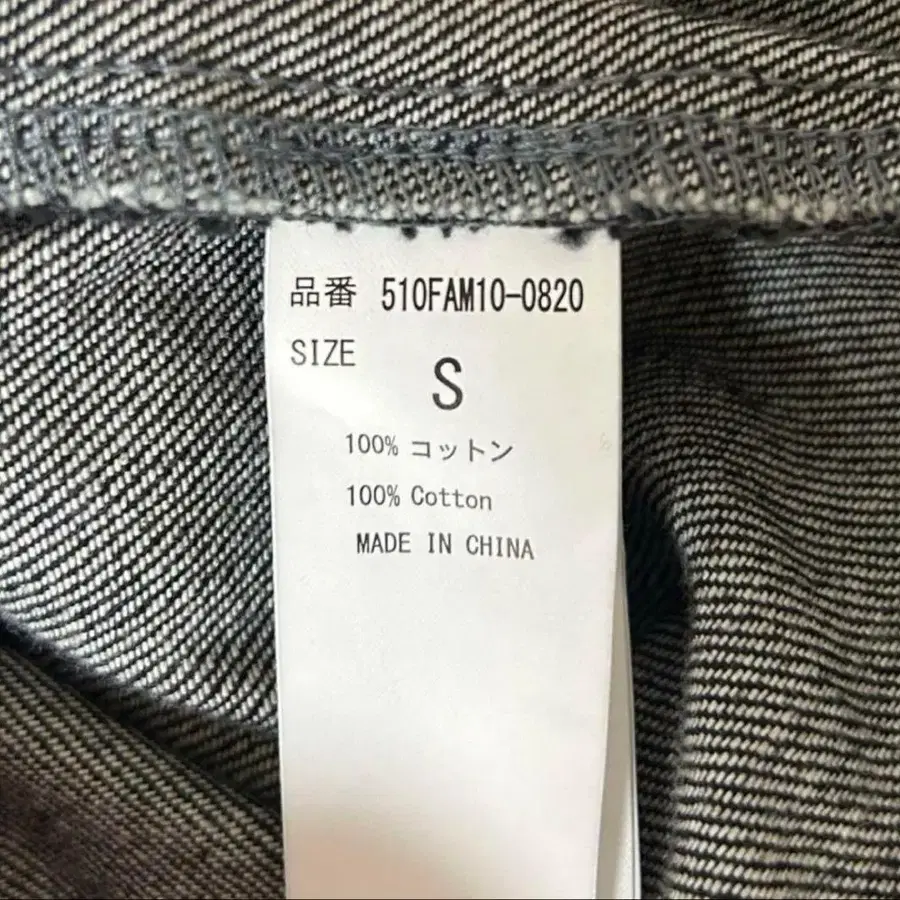 品番 510FAM10-0820
SIZE
S
100% コットン
100% Cotton
MADE IN CHINA